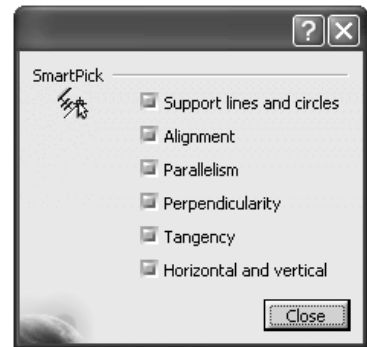 SmartPick
Support lines and circles
Alignment
Parallelism
Perpendicularity
Tangency
Horizontal and vertical
Close